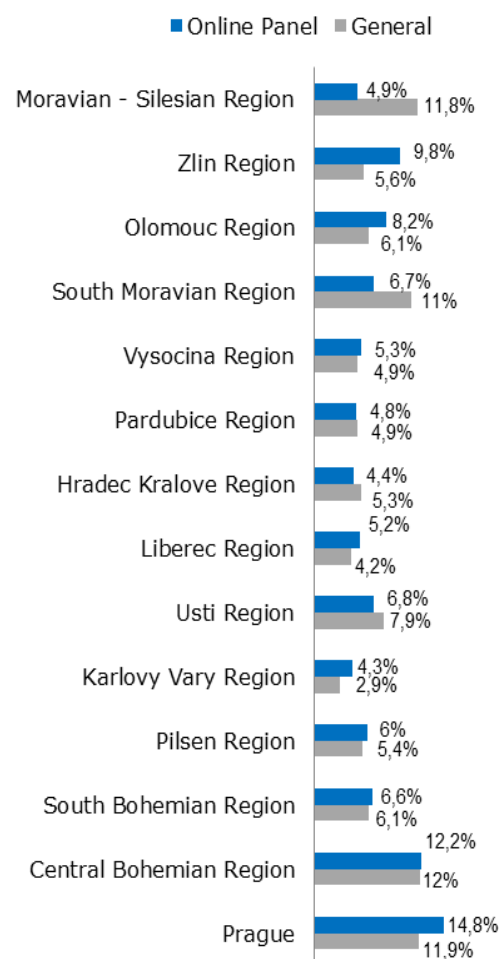 Online Panel General
Moravian - Silesian Region
4,9%
11,8%
Zlin Region
9,8%
5,6%
Olomouc Region
8,2%
6,1%
South Moravian Region
6,7%
11%
Vysocina Region
5,3%
4,9%
Pardubice Region
4,8%
4,9%
Hradec Kralove Region
4,4%
5,3%
Liberec Region
5,2%
4,2%
Usti Region
6,8%
7,9%
Karlovy Vary Region
4,3%
2,9%
Pilsen Region
6%
5,4%
South Bohemian Region
6,6%
6,1%
Central Bohemian Region
12,2%
12%
Prague
14,8%
11,9%